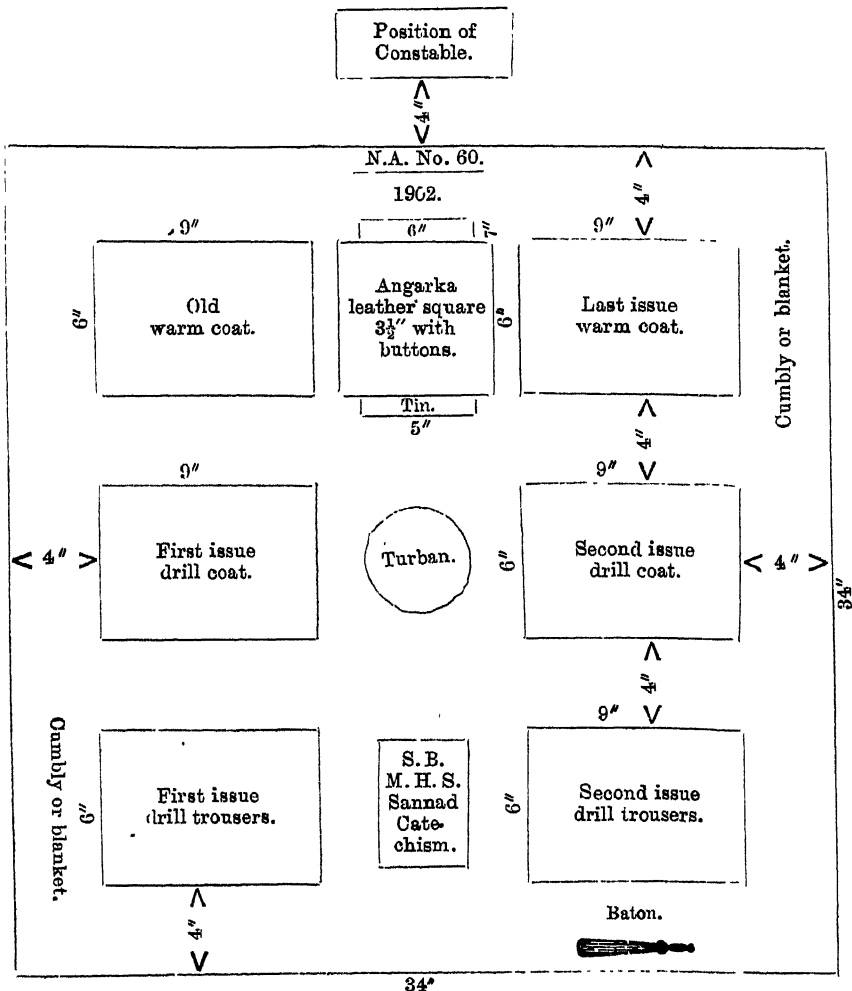 Position of
Constable.
4"
N.A. No. 60.
1902.
4"
9"
6"
7"
9"
6"
Old
warm coat.
Angarka
leather square
3½" with
buttons.
6"
Last issue
warm coat.
Cumbly or blanket.
Tin.
5"
4"
9"
9"
4"
First issue
drill coat.
Turban.
6"
Second issue
drill coat.
4"
34"
4"
9"
Cumbly or blanket.
6"
First issue
drill trousers.
S. B.
M. H. S.
Sannad
Cate-
chism.
6"
Second issue
drill trousers.
4"
Baton.
34"